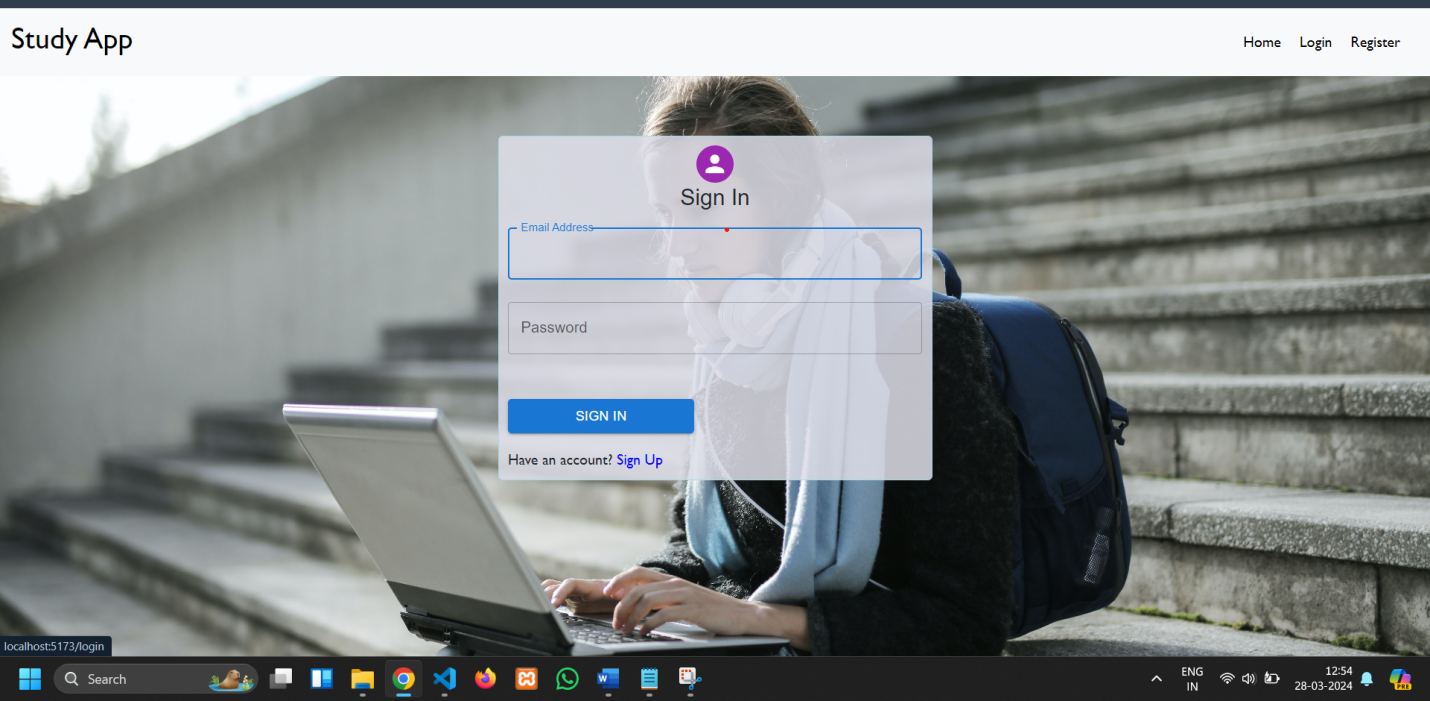 Study App
Home Login Register
Sign In
Email Address
Password
SIGN IN
Have an account? Sign Up
localhost:5173/login
Search
W
ENG
IN
12:54
28-03-2024
PRE